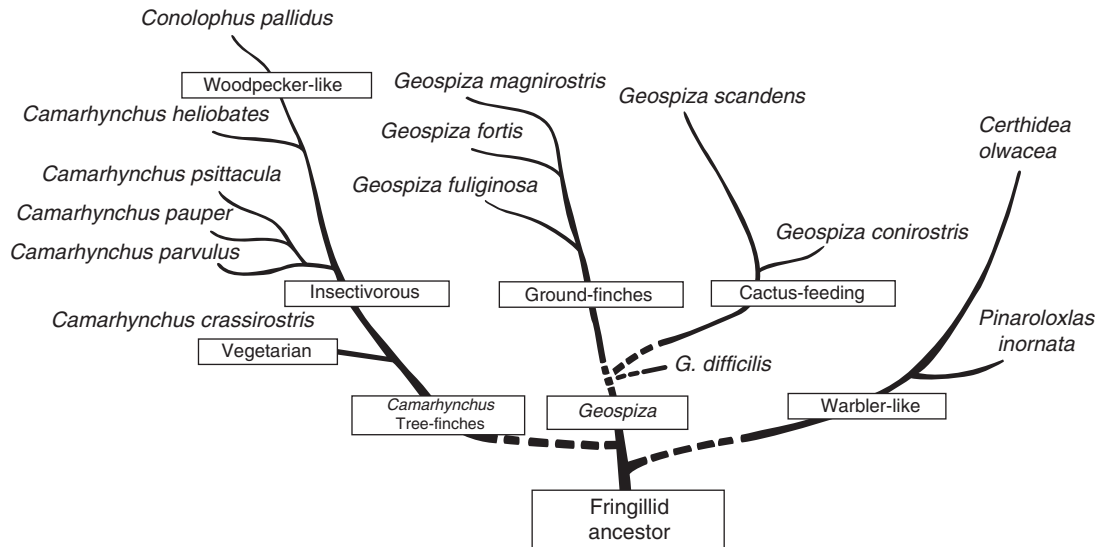 Conolophus pallidus
Woodpecker-like
Geospiza magnirostris
Geospiza scandens
Camarhynchus heliobates
Geospiza fortis
Certhidea
olwacea
Camarhynchus psittacula
Geospiza fuliginosa
Camarhynchus pauper
Geospiza conirostris
Camarhynchus parvulus
Insectivorous
Ground-finches
Cactus-feeding
Camarhynchus crassirostris
Pinaroloxlas
inornata
Vegetarian
G. difficilis
Camarhynchus
Tree-finches
Geospiza
Warbler-like
Fringillid
ancestor